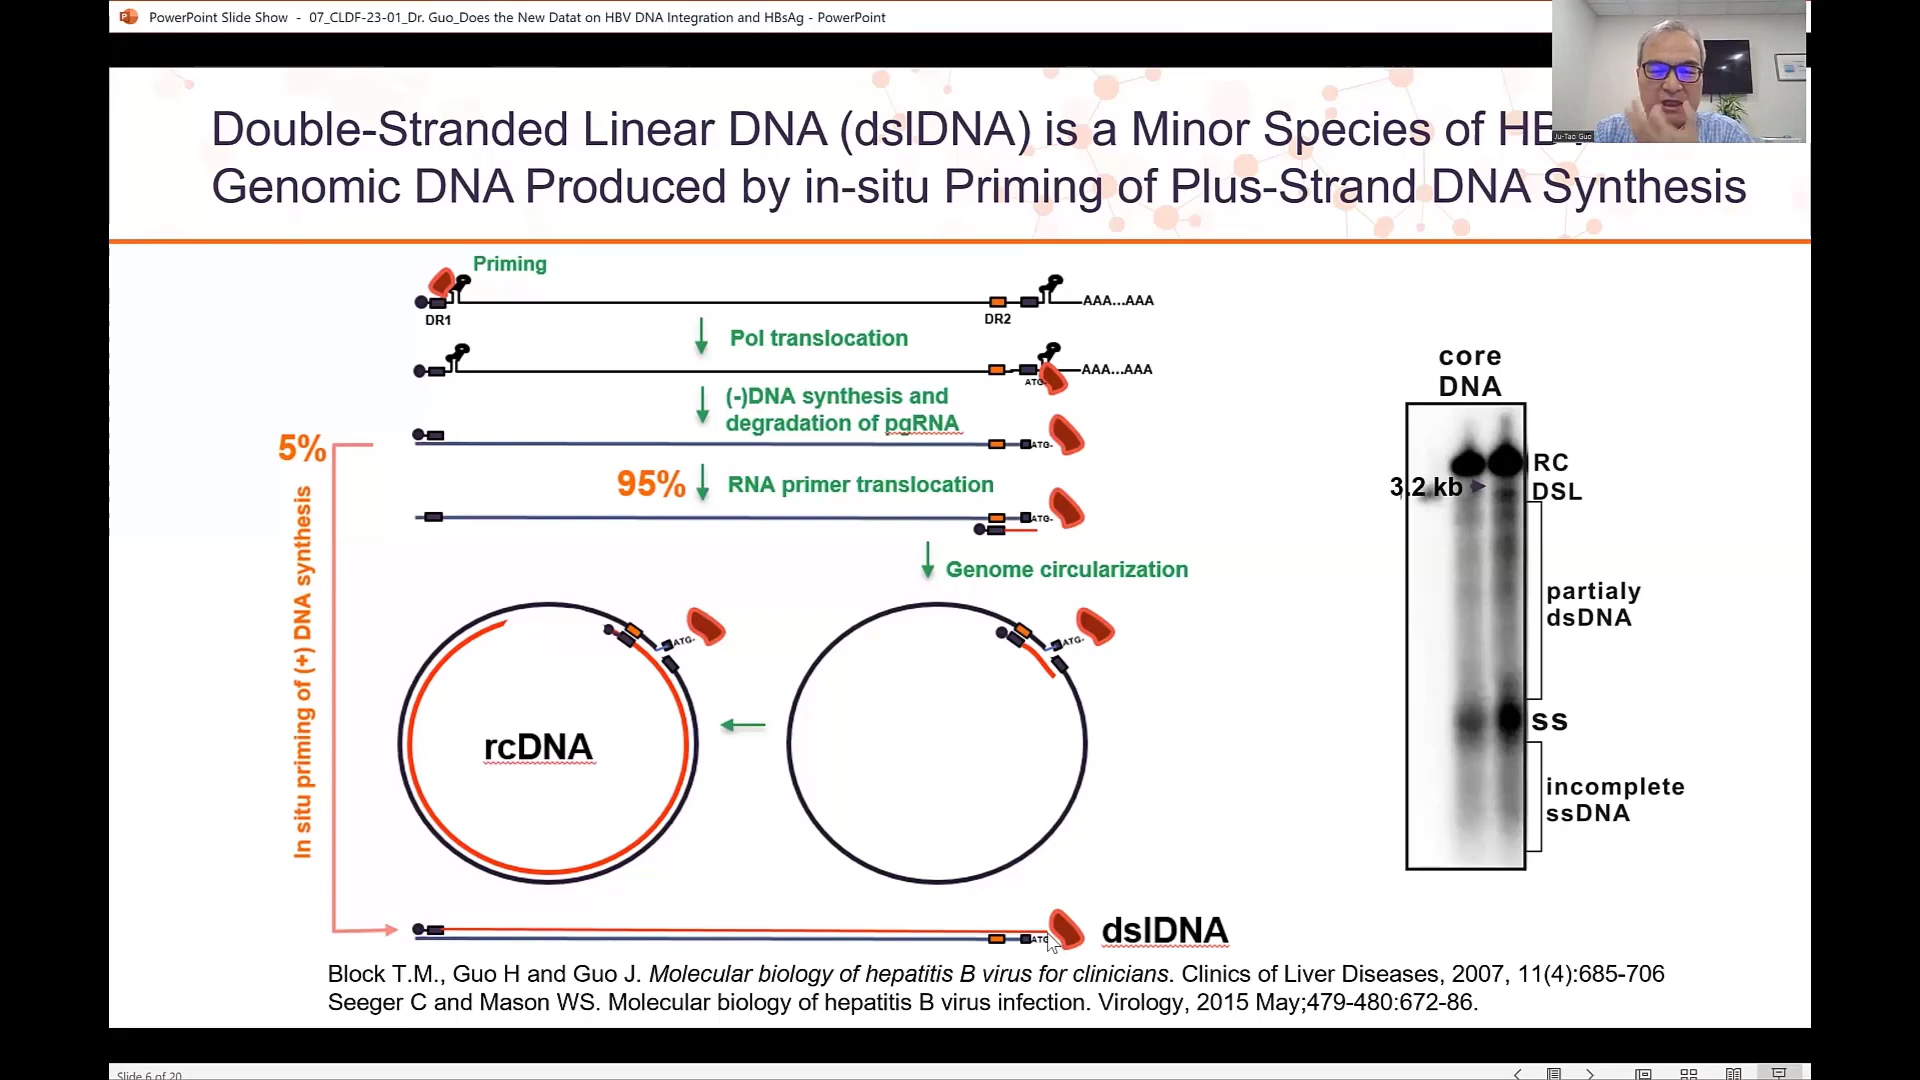 PowerPoint Slide Show - 07_CLDF-23-01_Dr. Guo_Does the New Datat on HBV DNA Integration and HBsAg - PowerPoint
Ju-Tao Guo
Double-Stranded Linear DNA (dslDNA) is a Minor Species of
Genomic DNA Produced by in-situ Priming of Plus-Strand DNA Synthesis
Priming
AAA...AAA
DR1
DR2
Pol translocation
AAA...AAA
ATG
(-)DNA synthesis and
degradation of pgRNA
ATG-
5%
95%
RNA primer translocation
ATG-
Genome circularization
In situ priming of (+) DNA synthesis
ATG-
ATG-
rcDNA
ATG
dslDNA
core
DNA
RC
3.2 kb
DSL
partialy
dsDNA
SS
incomplete
ssDNA
Block T.M., Guo H and Guo J. Molecular biology of hepatitis B virus for clinicians. Clinics of Liver Diseases, 2007, 11(4):685-706
Seeger C and Mason WS. Molecular biology of hepatitis B virus infection. Virology, 2015 May;479-480:672-86.
Slide 6 of 20